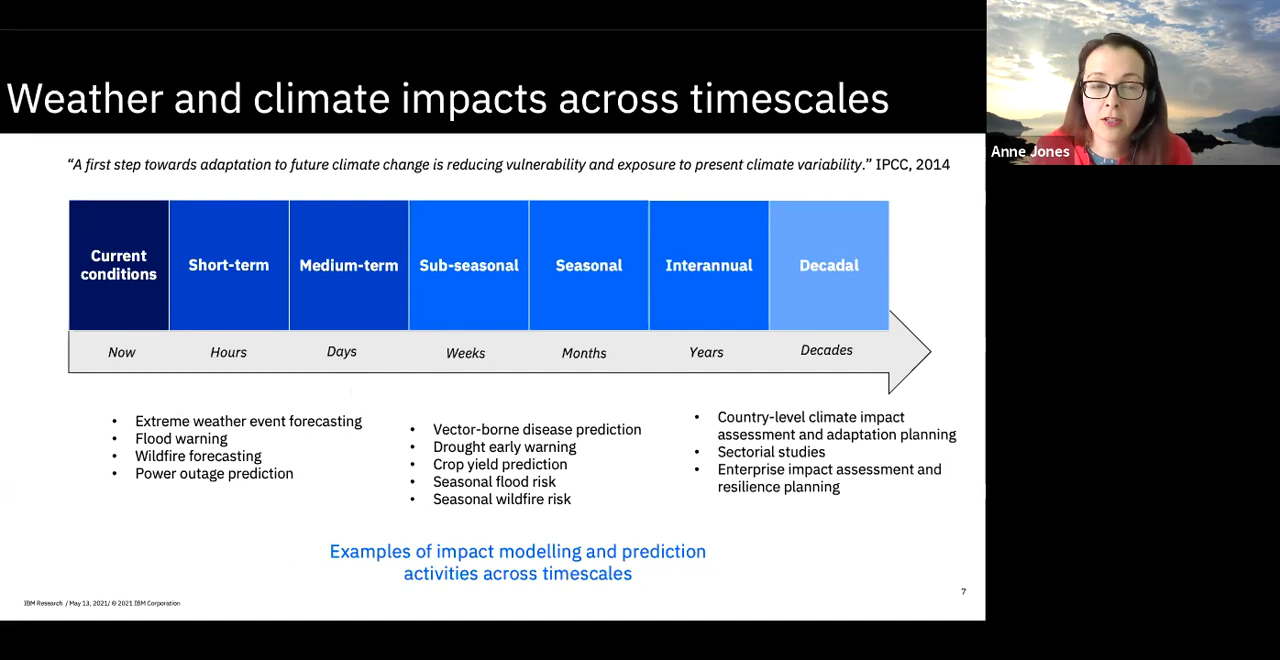 Weather and climate impacts across timescales
Anne Jones
“A first step towards adaptation to future climate change is reducing vulnerability and exposure to present climate variability.” IPCC, 2014
Current
conditions
Short-term
Medium-term
Sub-seasonal
Seasonal
Interannual
Decadal
Now
Hours
Days
Weeks
Months
Years
Decades
• Extreme weather event forecasting
• Flood warning
• Wildfire forecasting
• Power outage prediction
• Vector-borne disease prediction
• Drought early warning
• Crop yield prediction
• Seasonal flood risk
• Seasonal wildfire risk
• Country-level climate impact
assessment and adaptation planning
• Sectorial studies
• Enterprise impact assessment and
resilience planning
Examples of impact modelling and prediction
activities across timescales
IBM Research / May 13, 2021/ © 2021 IBM Corporation
7